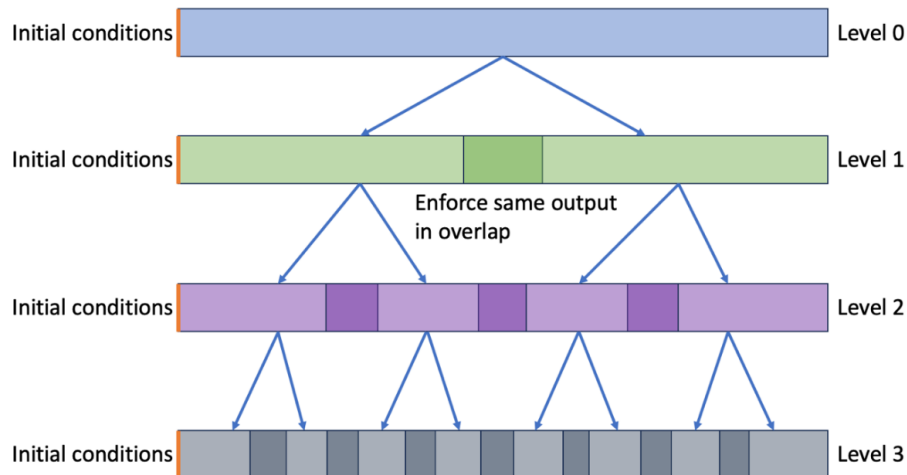 Initial conditions Level 0
Initial conditions Level 1
Enforce same output
in overlap
Initial conditions Level 2
Initial conditions Level 3